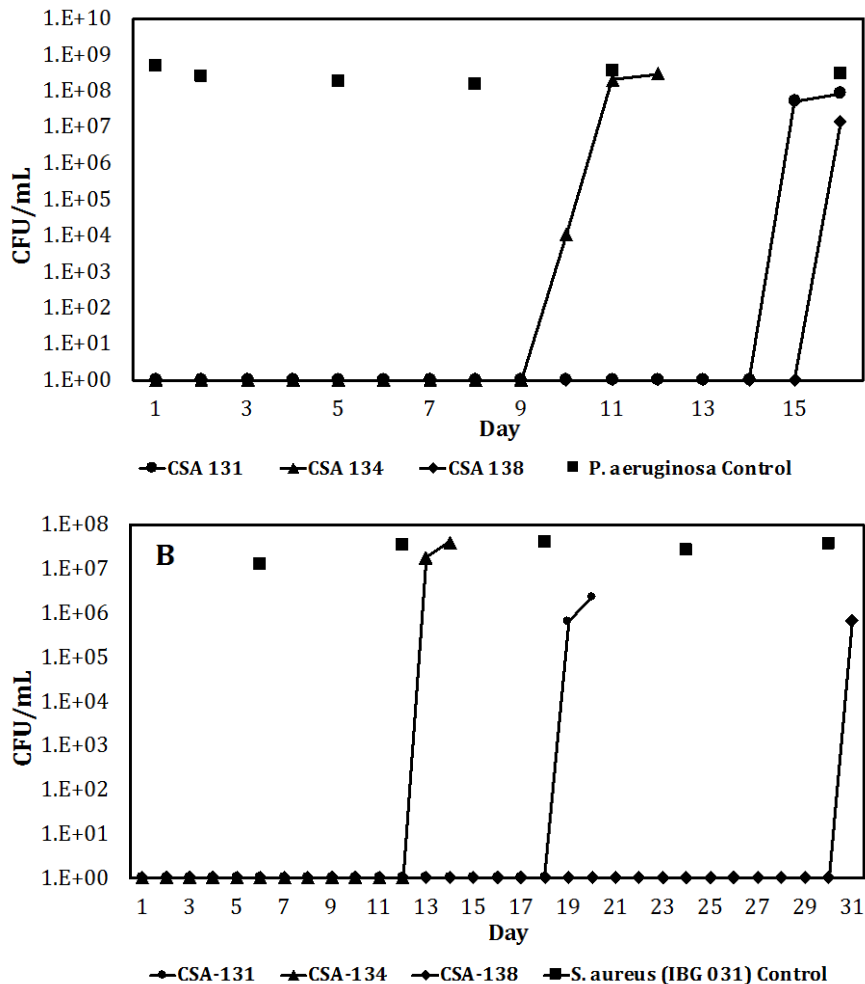 1.E+10
1.E+09
1.E+08
1.E+07
1.E+06
1.E+05
1.E+04
1.E+03
1.E+02
1.E+01
1.E+00
CFU/mL
1 3 5 7 9 11 13 15
Day
CSA 131 CSA 134 CSA 138 P. aeruginosa Control
B
1.E+08
1.E+07
1.E+06
1.E+05
1.E+04
1.E+03
1.E+02
1.E+01
1.E+00
CFU/mL
1 3 5 7 9 11 13 15 17 19 21 23 25 27 29 31
Day
CSA-131 CSA-134 CSA-138 S. aureus (IBG 031) Control